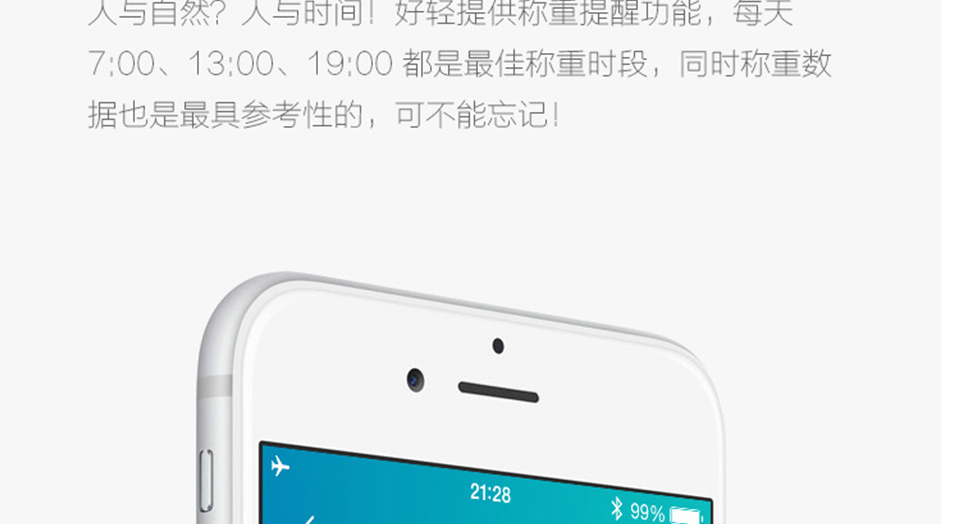 人与自然？人与时间！好轻提供称重提醒功能，每天
7:00、13:00、19:00 都是最佳称重时段，同时称重数
据也是最具参考性的，可不能忘记！
21:28
99%